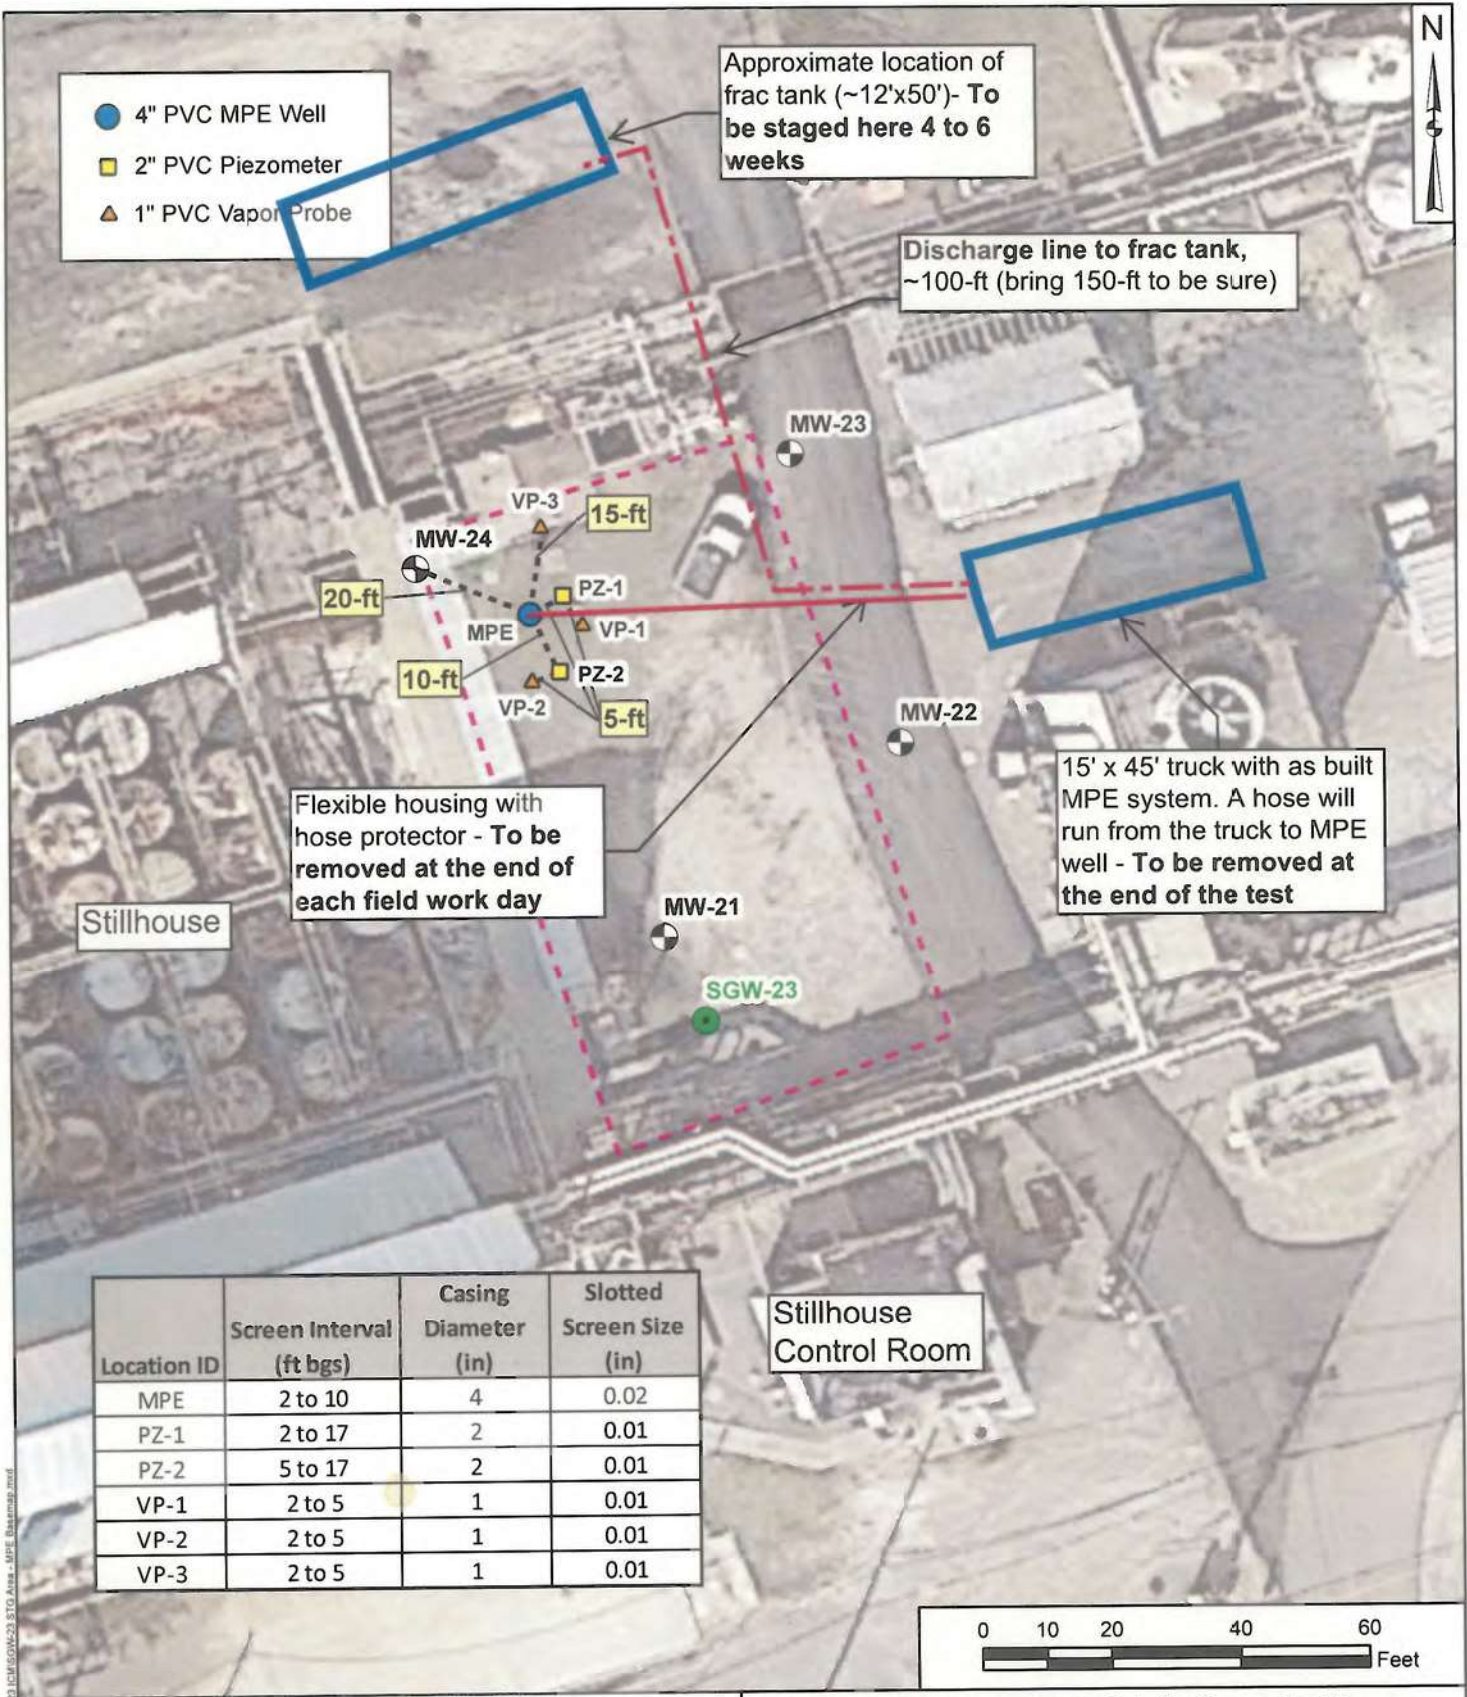 N
4" PVC MPE Well
2" PVC Piezometer
1" PVC Vapor Probe
Approximate location of
frac tank (~12'x50')- To
be staged here 4 to 6
weeks
Discharge line to frac tank,
~100-ft (bring 150-ft to be sure)
MW-23
VP-3
15-ft
MW-24
20-ft
PZ-1
MPE
VP-1
10-ft
PZ-2
VP-2
5-ft
MW-22
Flexible housing with
hose protector - To be
removed at the end of
each field work day
15' x 45' truck with as built
MPE system. A hose will
run from the truck to MPE
well - To be removed at
the end of the test
Stillhouse
MW-21
SGW-23
Stillhouse
Control Room
Location ID Screen Interval (ft bgs) Casing Diameter (in) Slotted Screen Size (in)
MPE 2 to 10 4 0.02
PZ-1 2 to 17 2 0.01
PZ-2 5 to 17 2 0.01
VP-1 2 to 5 1 0.01
VP-2 2 to 5 1 0.01
VP-3 2 to 5 1 0.01
0 10 20 40 60
Feet
SGW-23 STG Area - MPE Basemap.mxd